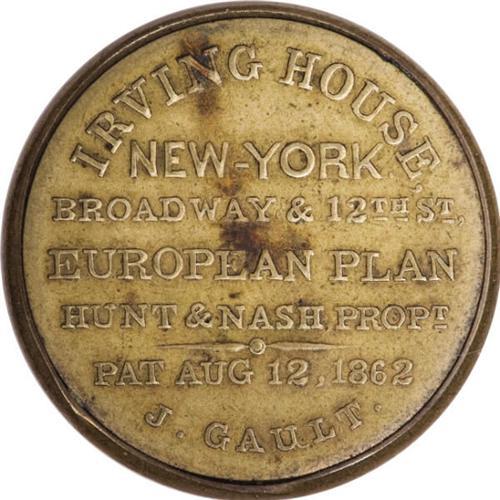 IRVING HOUSE,
NEW-YORK
BROADWAY & 12TH ST,
EUROPEAN PLAN
HUNT & NASH, PROPT
PAT AUG 12, 1862
J. GAULT.